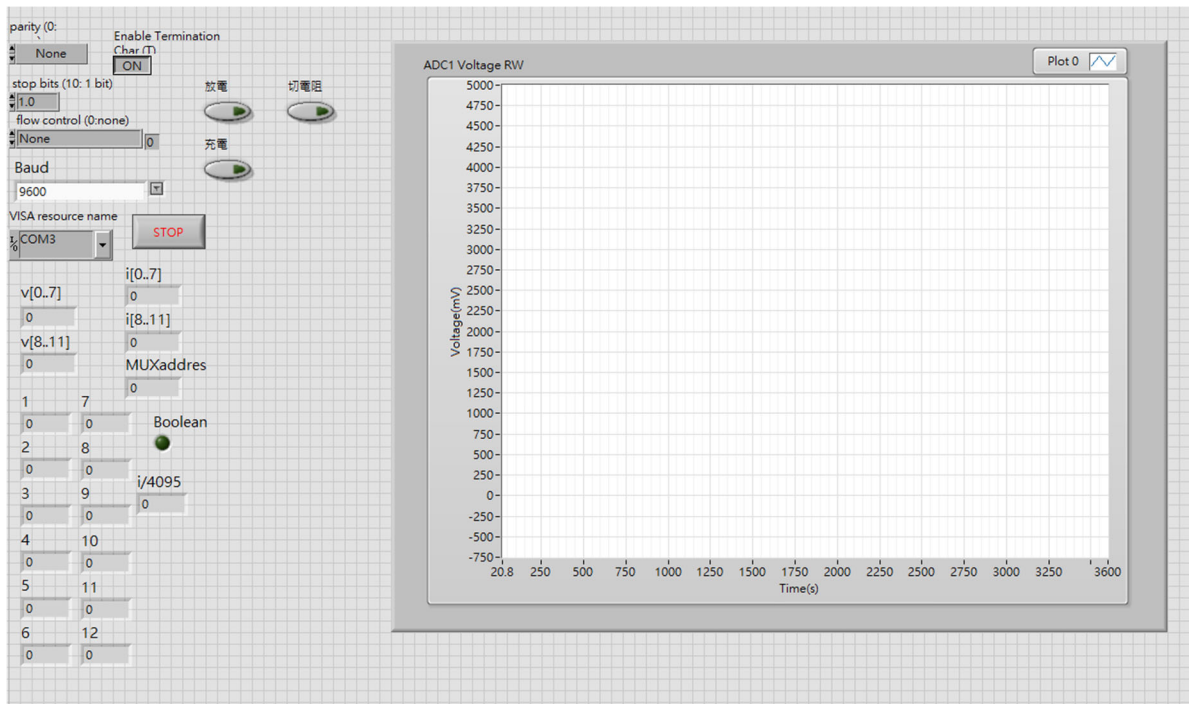 parity (0:
None
Enable Termination
Char (T)
ON
stop bits (10: 1 bit)
1.0
flow control (0:none)
None
0
Baud
9600
VISA resource name
COM3
STOP
放電
切電阻
充電
v[0..7]
0
v[8..11]
0
i[0..7]
0
i[8..11]
0
MUXaddres
0
1
0
2
0
3
0
4
0
5
0
6
0
7
0
8
0
9
0
10
0
11
0
12
0
Boolean
i/4095
0
ADC1 Voltage RW
Plot 0
Voltage(mV)
5000
4750
4500
4250
4000
3750
3500
3250
3000
2750
2500
2250
2000
1750
1500
1250
1000
750
500
250
0
-250
-500
-750
20.8 250 500 750 1000 1250 1500 1750 2000 2250 2500 2750 3000 3250 3600
Time(s)